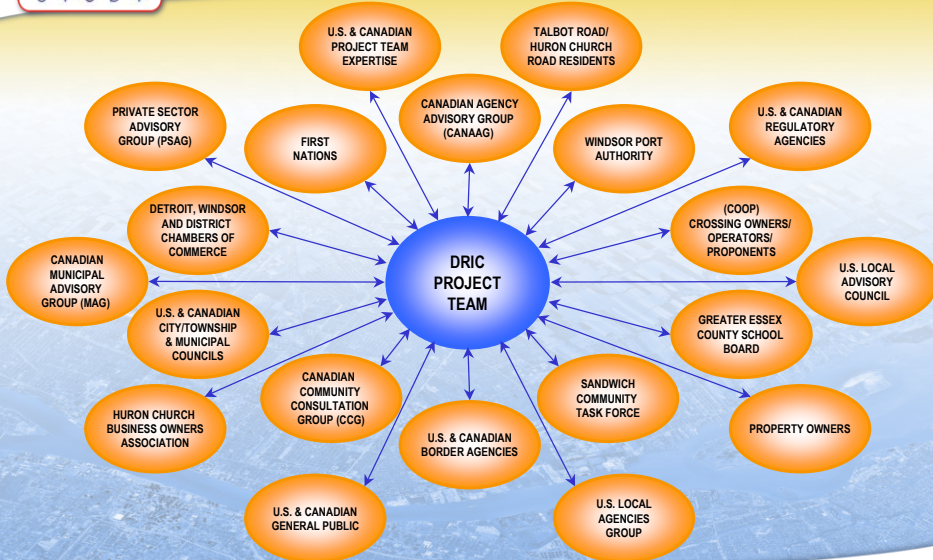 U.S. & CANADIAN
PROJECT TEAM
EXPERTISE
TALBOT ROAD/
HURON CHURCH
ROAD RESIDENTS
PRIVATE SECTOR
ADVISORY
GROUP (PSAG)
FIRST
NATIONS
CANADIAN AGENCY
ADVISORY GROUP
(CANAAG)
WINDSOR PORT
AUTHORITY
U.S. & CANADIAN
REGULATORY
AGENCIES
DETROIT, WINDSOR
AND DISTRICT
CHAMBERS OF
COMMERCE
(COOP)
CROSSING OWNERS/
OPERATORS/
PROPONENTS
CANADIAN
MUNICIPAL
ADVISORY
GROUP (MAG)
DRIC
PROJECT
TEAM
U.S. LOCAL
ADVISORY
COUNCIL
U.S. & CANADIAN
CITY/TOWNSHIP
& MUNICIPAL
COUNCILS
GREATER ESSEX
COUNTY SCHOOL
BOARD
CANADIAN
COMMUNITY
CONSULTATION
GROUP (CCG)
SANDWICH
COMMUNITY
TASK FORCE
HURON CHURCH
BUSINESS OWNERS
ASSOCIATION
U.S. & CANADIAN
BORDER AGENCIES
PROPERTY OWNERS
U.S. & CANADIAN
GENERAL PUBLIC
U.S. LOCAL
AGENCIES
GROUP